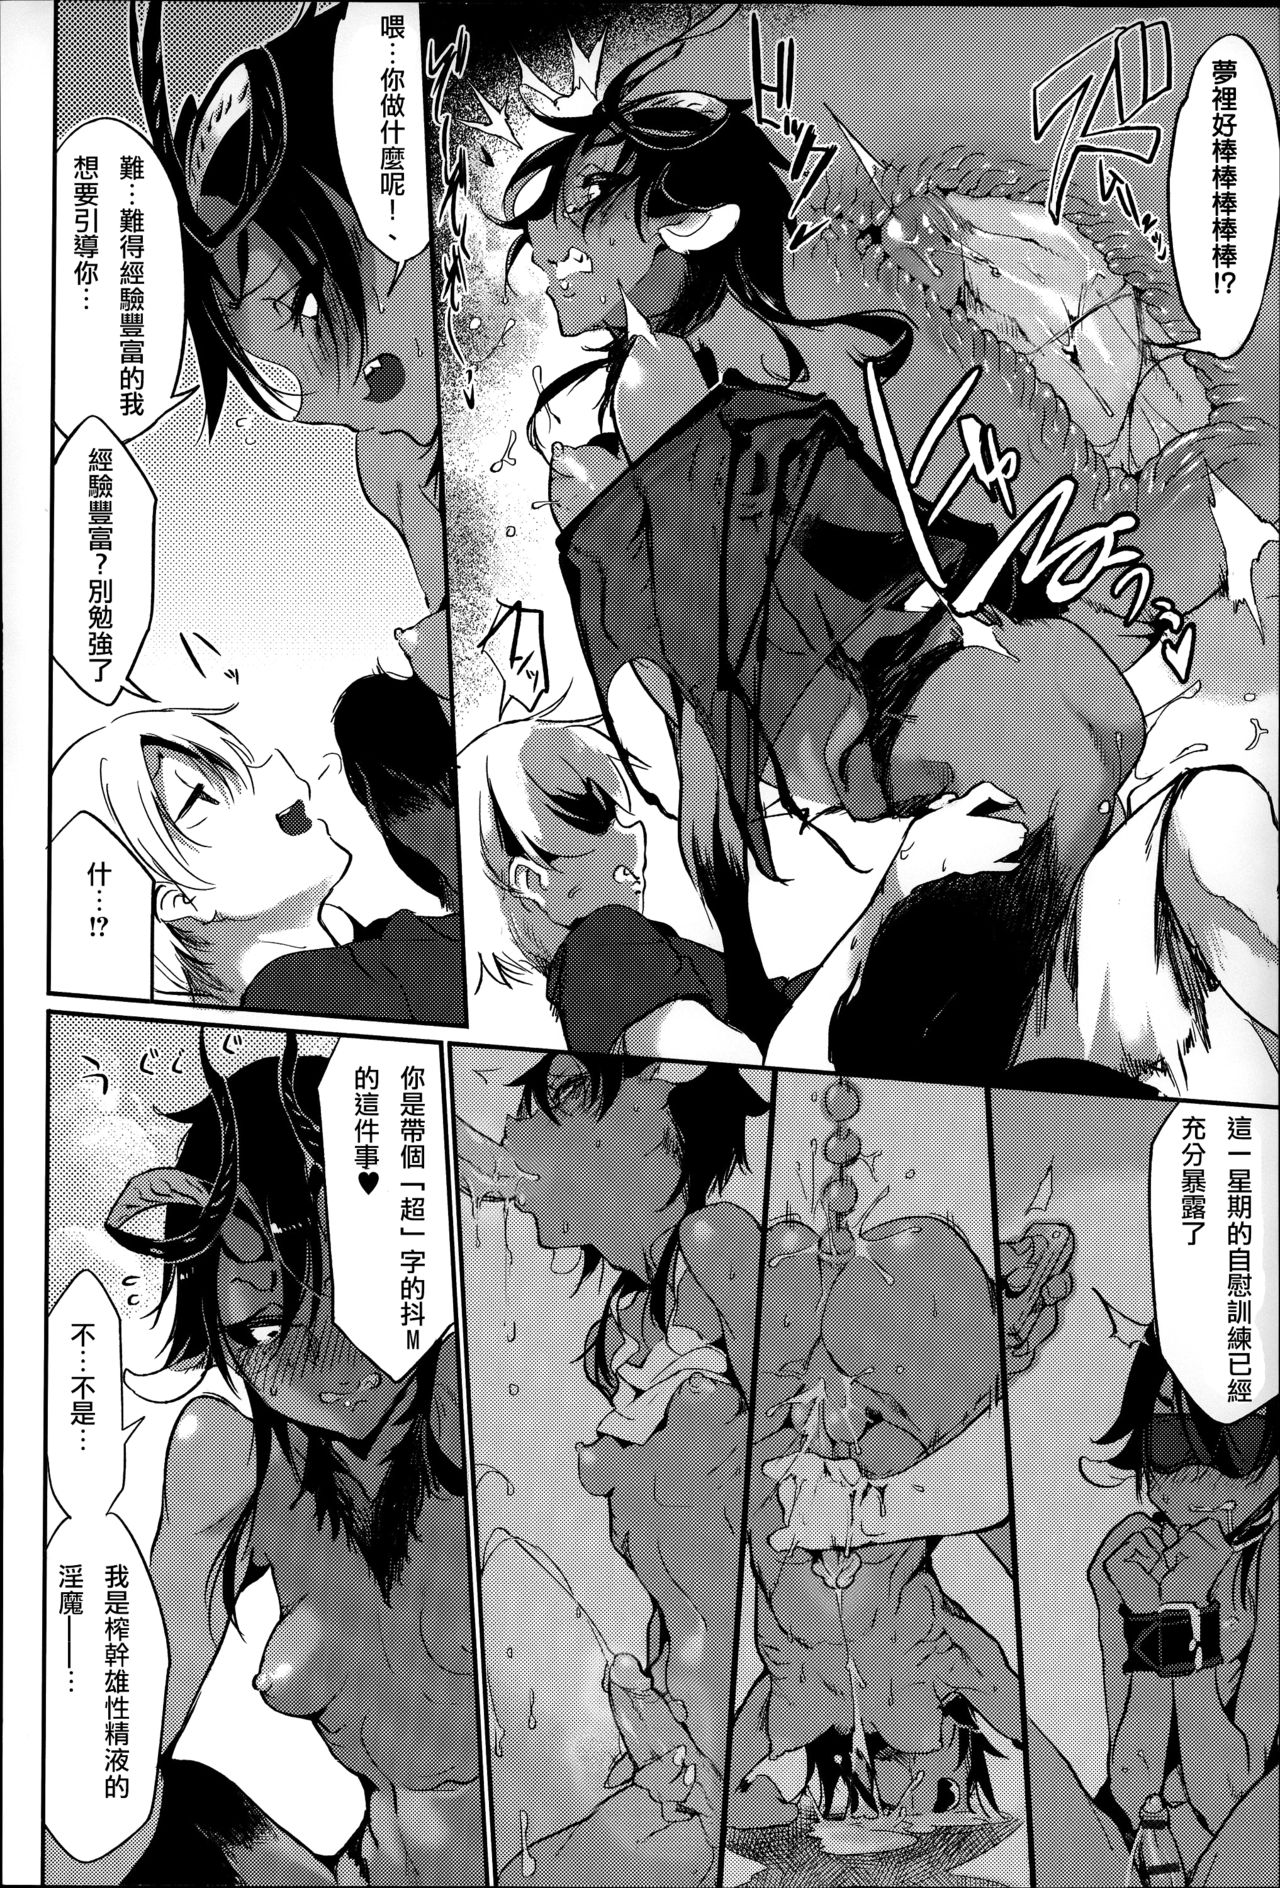 夢裡好棒棒棒棒棒棒!?
喂…你做什麼呢！、
難…難得經驗豐富的我
想要引導你…
經驗豐富？別勉強了
什…!?
這一星期的自慰訓練已經
充分暴露了
你是帶個「超」字的抖M
的這件事♥
不…不是…
我是榨幹雄性精液的
淫魔——…